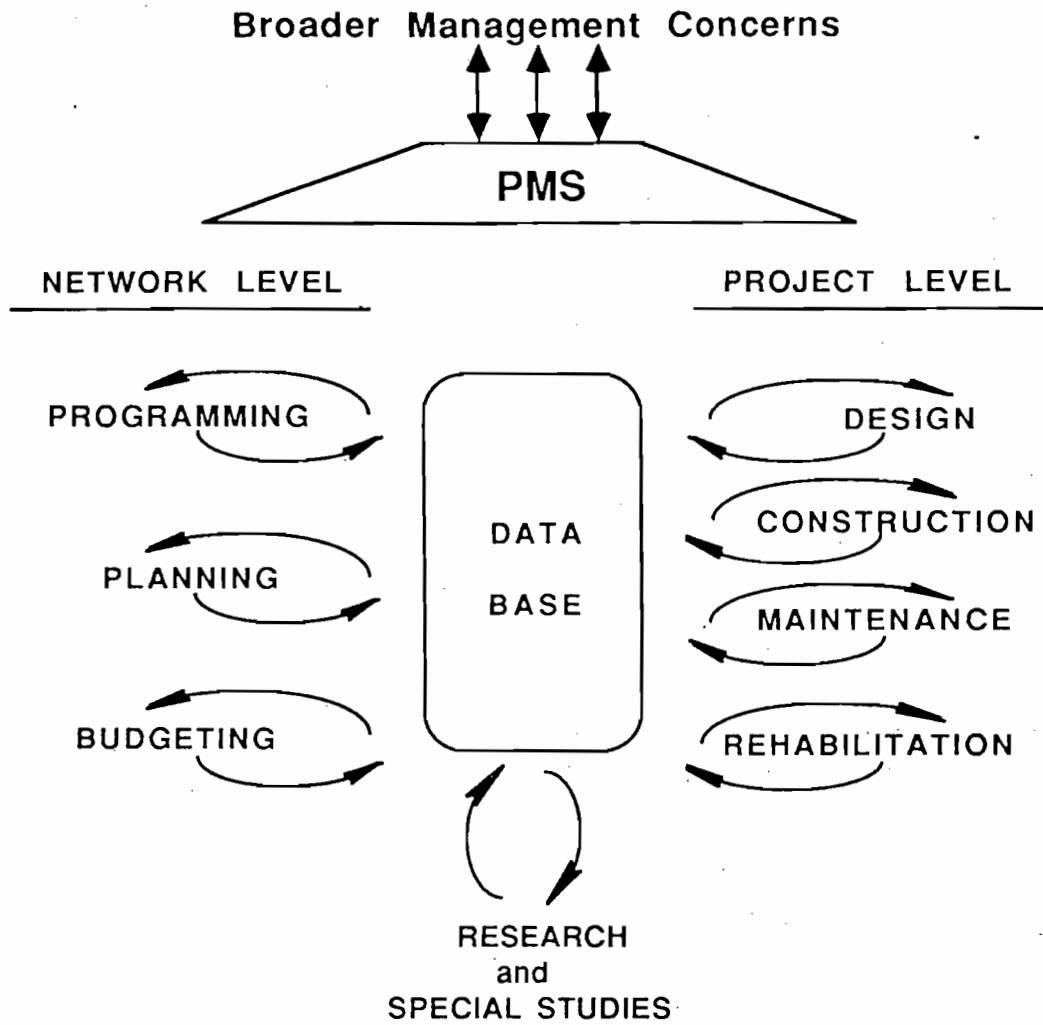 Broader Management Concerns
PMS
NETWORK LEVEL
PROJECT LEVEL
PROGRAMMING
PLANNING
BUDGETING
DATA
BASE
DESIGN
CONSTRUCTION
MAINTENANCE
REHABILITATION
RESEARCH
and
SPECIAL STUDIES